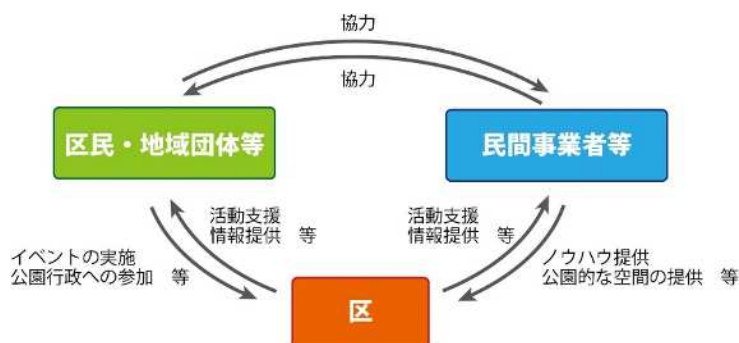 協力
協力
区民・地域団体等
民間事業者等
活動支援
情報提供　等
活動支援
情報提供　等
イベントの実施
公園行政への参加　等
ノウハウ提供
公園的な空間の提供　等
区